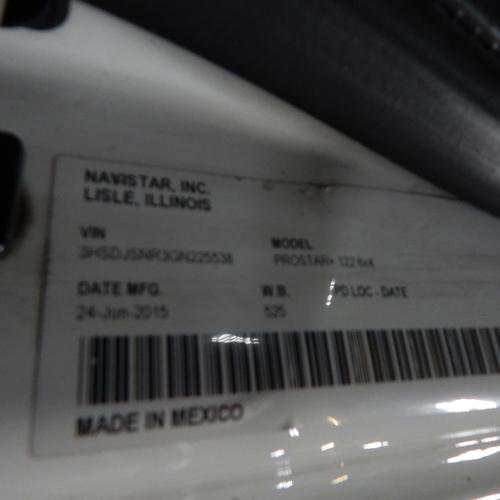 NAVISTAR, INC.
LISLE, ILLINOIS
VIN
3HSDJSNR3GN225538
MODEL
PROSTAR+ 122 6x4
DATE MFG.
24-Jun-2015
W.B.
525
PD LOC - DATE
MADE IN MEXICO